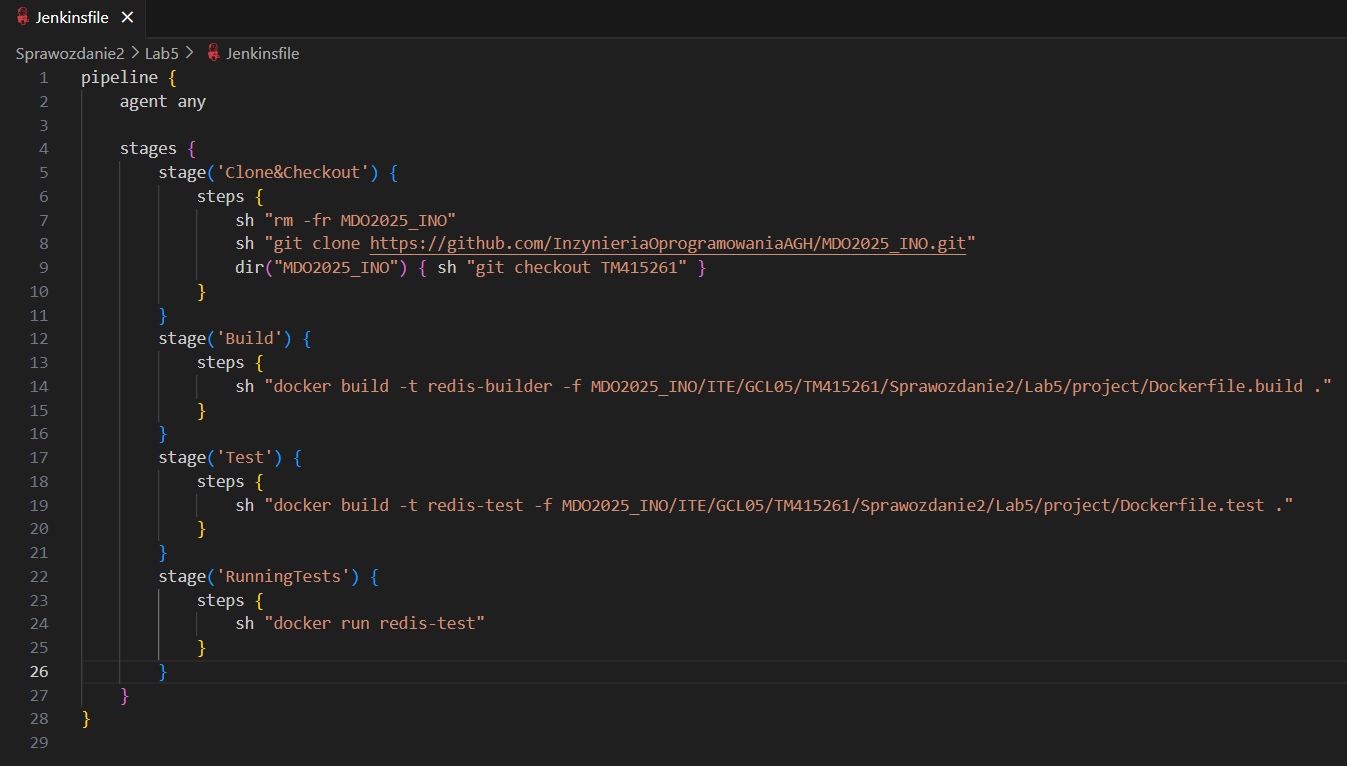 Jenkinsfile ×
Sprawozdanie2 > Lab5 > Jenkinsfile
1 pipeline {
2     agent any
3
4     stages {
5         stage('Clone&Checkout') {
6             steps {
7                 sh "rm -fr MDO2025_INO"
8                 sh "git clone https://github.com/InzynieriaOprogramowaniaAGH/MDO2025_INO.git"
9                 dir("MDO2025_INO") { sh "git checkout TM415261" }
10             }
11         }
12         stage('Build') {
13             steps {
14                 sh "docker build -t redis-builder -f MDO2025_INO/ITE/GCL05/TM415261/Sprawozdanie2/Lab5/project/Dockerfile.build ."
15             }
16         }
17         stage('Test') {
18             steps {
19                 sh "docker build -t redis-test -f MDO2025_INO/ITE/GCL05/TM415261/Sprawozdanie2/Lab5/project/Dockerfile.test ."
20             }
21         }
22         stage('RunningTests') {
23             steps {
24                 sh "docker run redis-test"
25             }
26         }
27     }
28 }
29